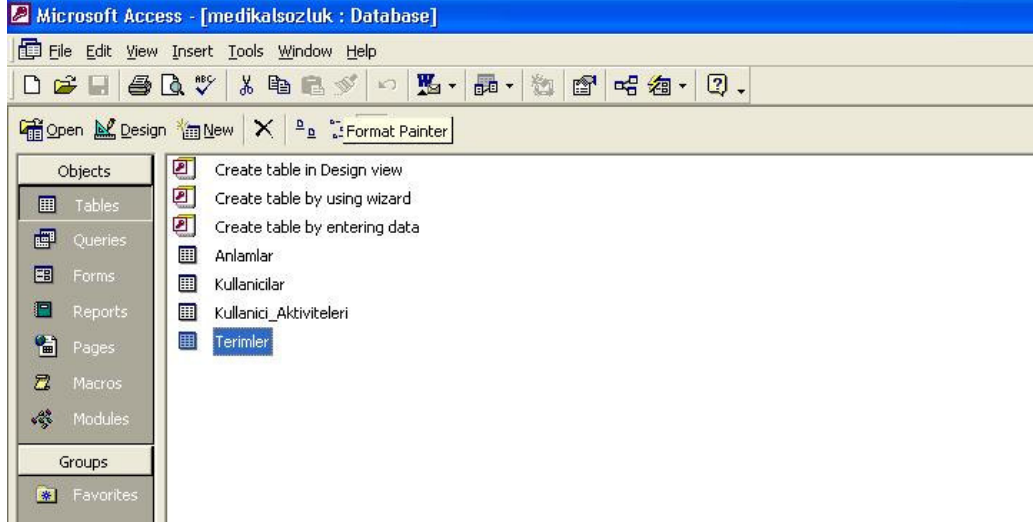 Microsoft Access - [medikalsozluk : Database]
File Edit View Insert Tools Window Help
ABC
Open Design New Format Painter
Objects
Tables
Queries
Forms
Reports
Pages
Macros
Modules
Groups
Favorites
Create table in Design view
Create table by using wizard
Create table by entering data
Anlamlar
Kullanicilar
Kullanici_Aktiviteleri
Terimler